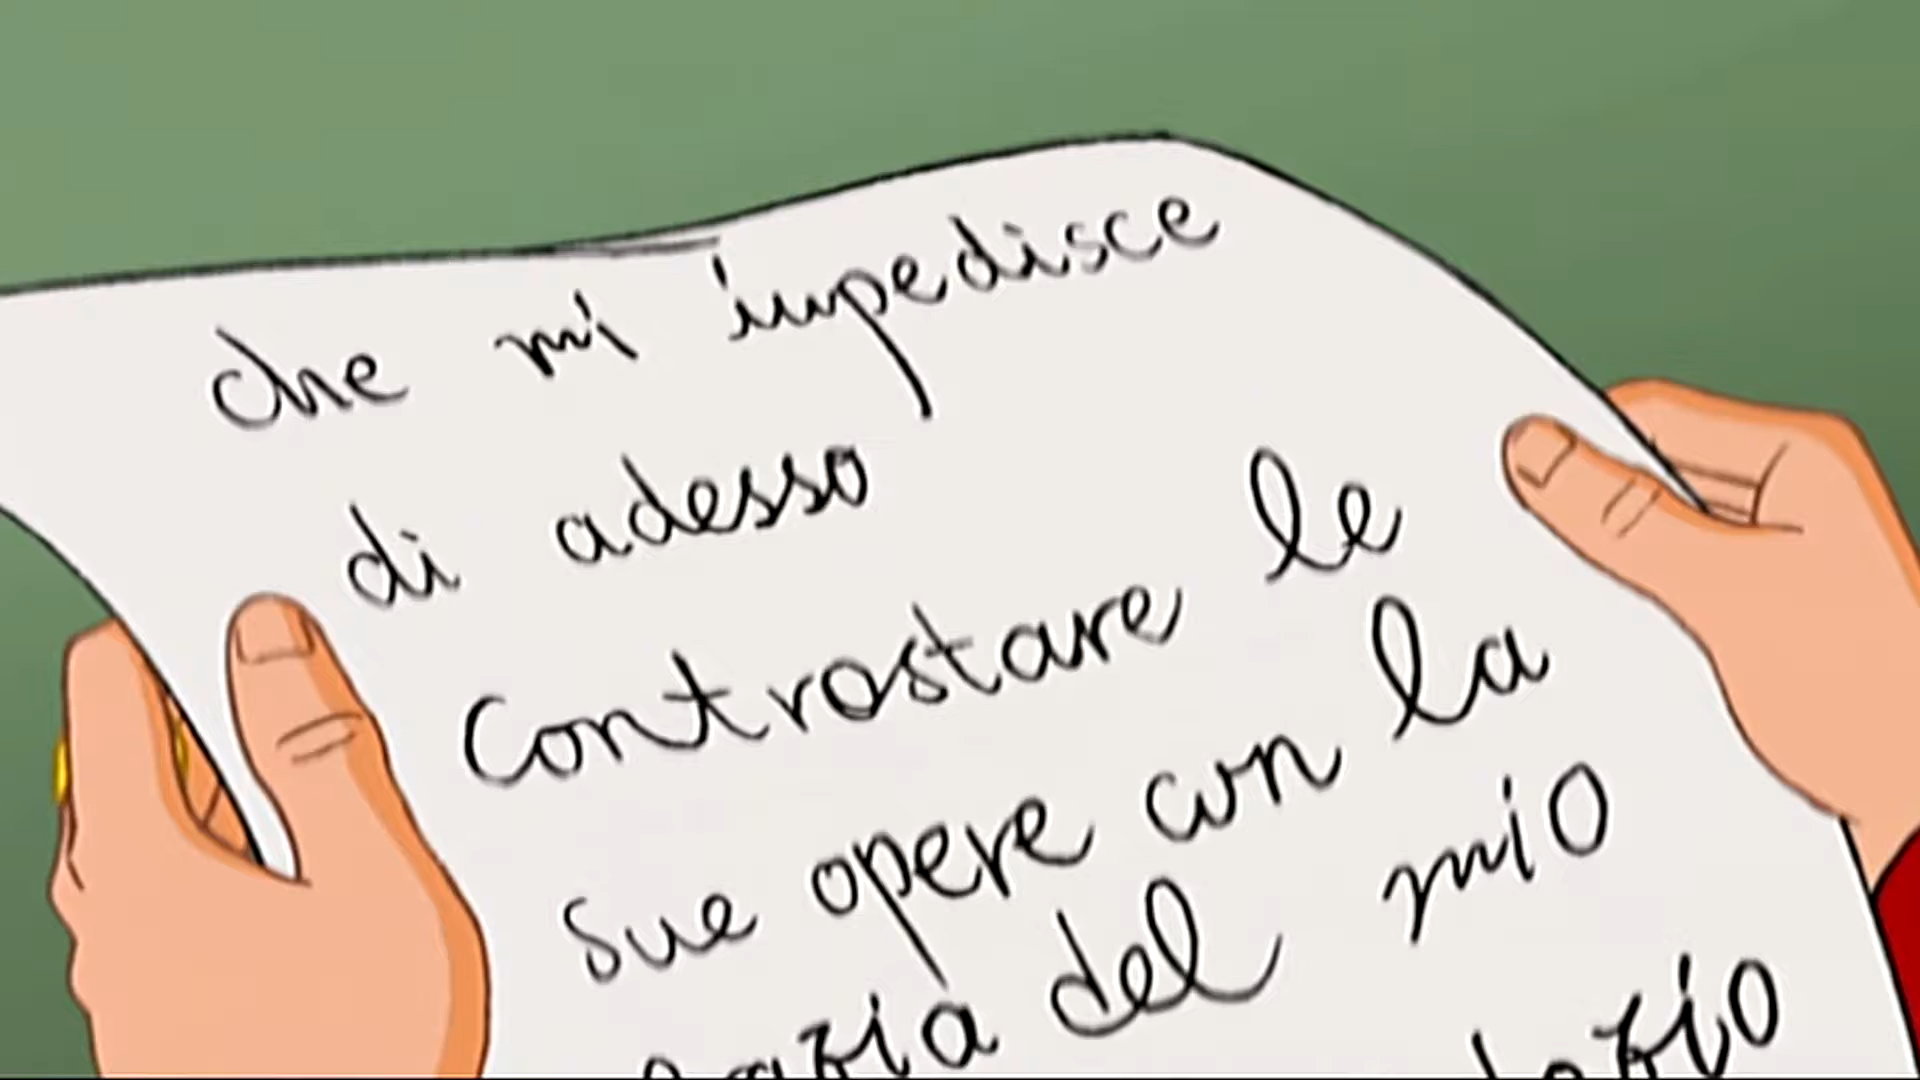 che mi impedisce
di adesso
Controstare le
sue opere con la
del mio